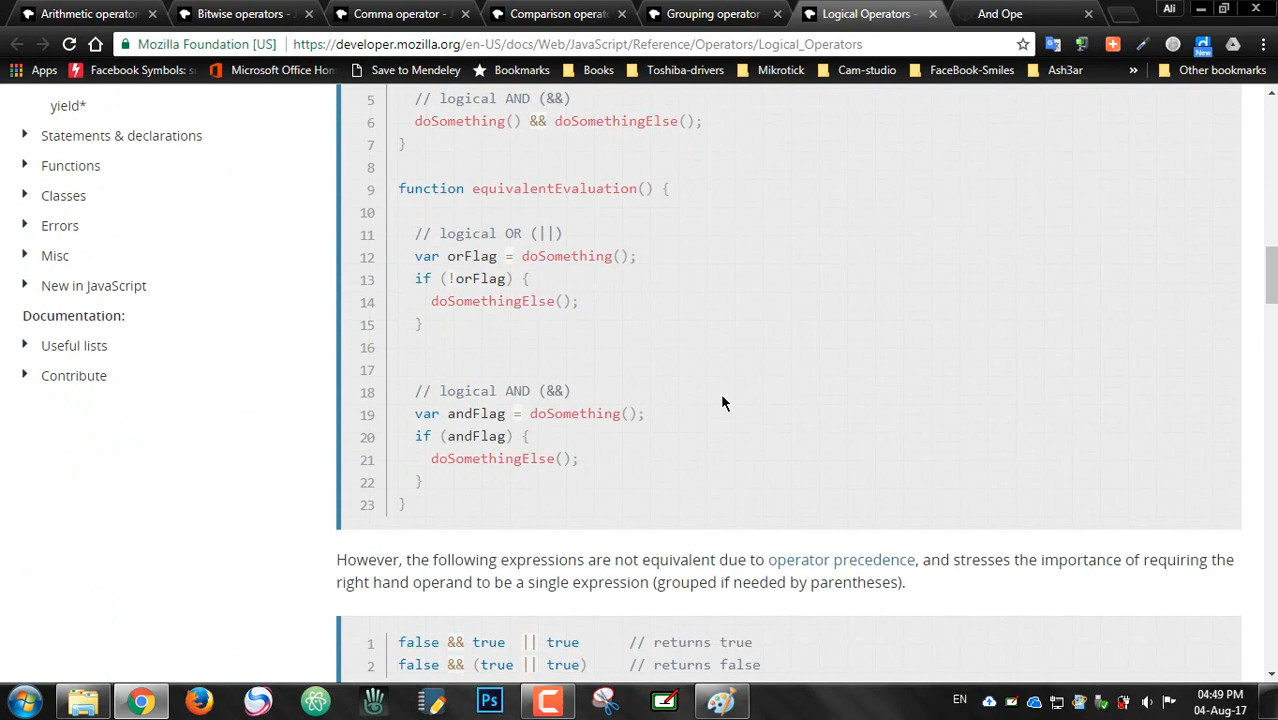 Arithmetic operator
Bitwise operators -
Comma operator -
Comparison operat
Grouping operator
Logical Operators -
And Ope
Ali
Mozilla Foundation [US]
https://developer.mozilla.org/en-US/docs/Web/JavaScript/Reference/Operators/Logical_Operators
New
Apps
Facebook Symbols: s
Microsoft Office Hom
Save to Mendeley
Bookmarks
Books
Toshiba-drivers
Mikrotick
Cam-studio
FaceBook-Smiles
Ash3ar
»
Other bookmarks
yield*
Statements & declarations
Functions
Classes
Errors
Misc
New in JavaScript
Documentation:
Useful lists
Contribute
5 // logical AND (&&)
6 doSomething() && doSomethingElse();
7 }
8
9 function equivalentEvaluation() {
10
11 // logical OR (||)
12 var orFlag = doSomething();
13 if (!orFlag) {
14 doSomethingElse();
15 }
16
17
18 // logical AND (&&)
19 var andFlag = doSomething();
20 if (andFlag) {
21 doSomethingElse();
22 }
23 }
However, the following expressions are not equivalent due to operator precedence, and stresses the importance of requiring the
right hand operand to be a single expression (grouped if needed by parentheses).
1 false && true || true // returns true
2 false && (true || true) // returns false
Ps
EN
04:49 PM
04-Aug-17